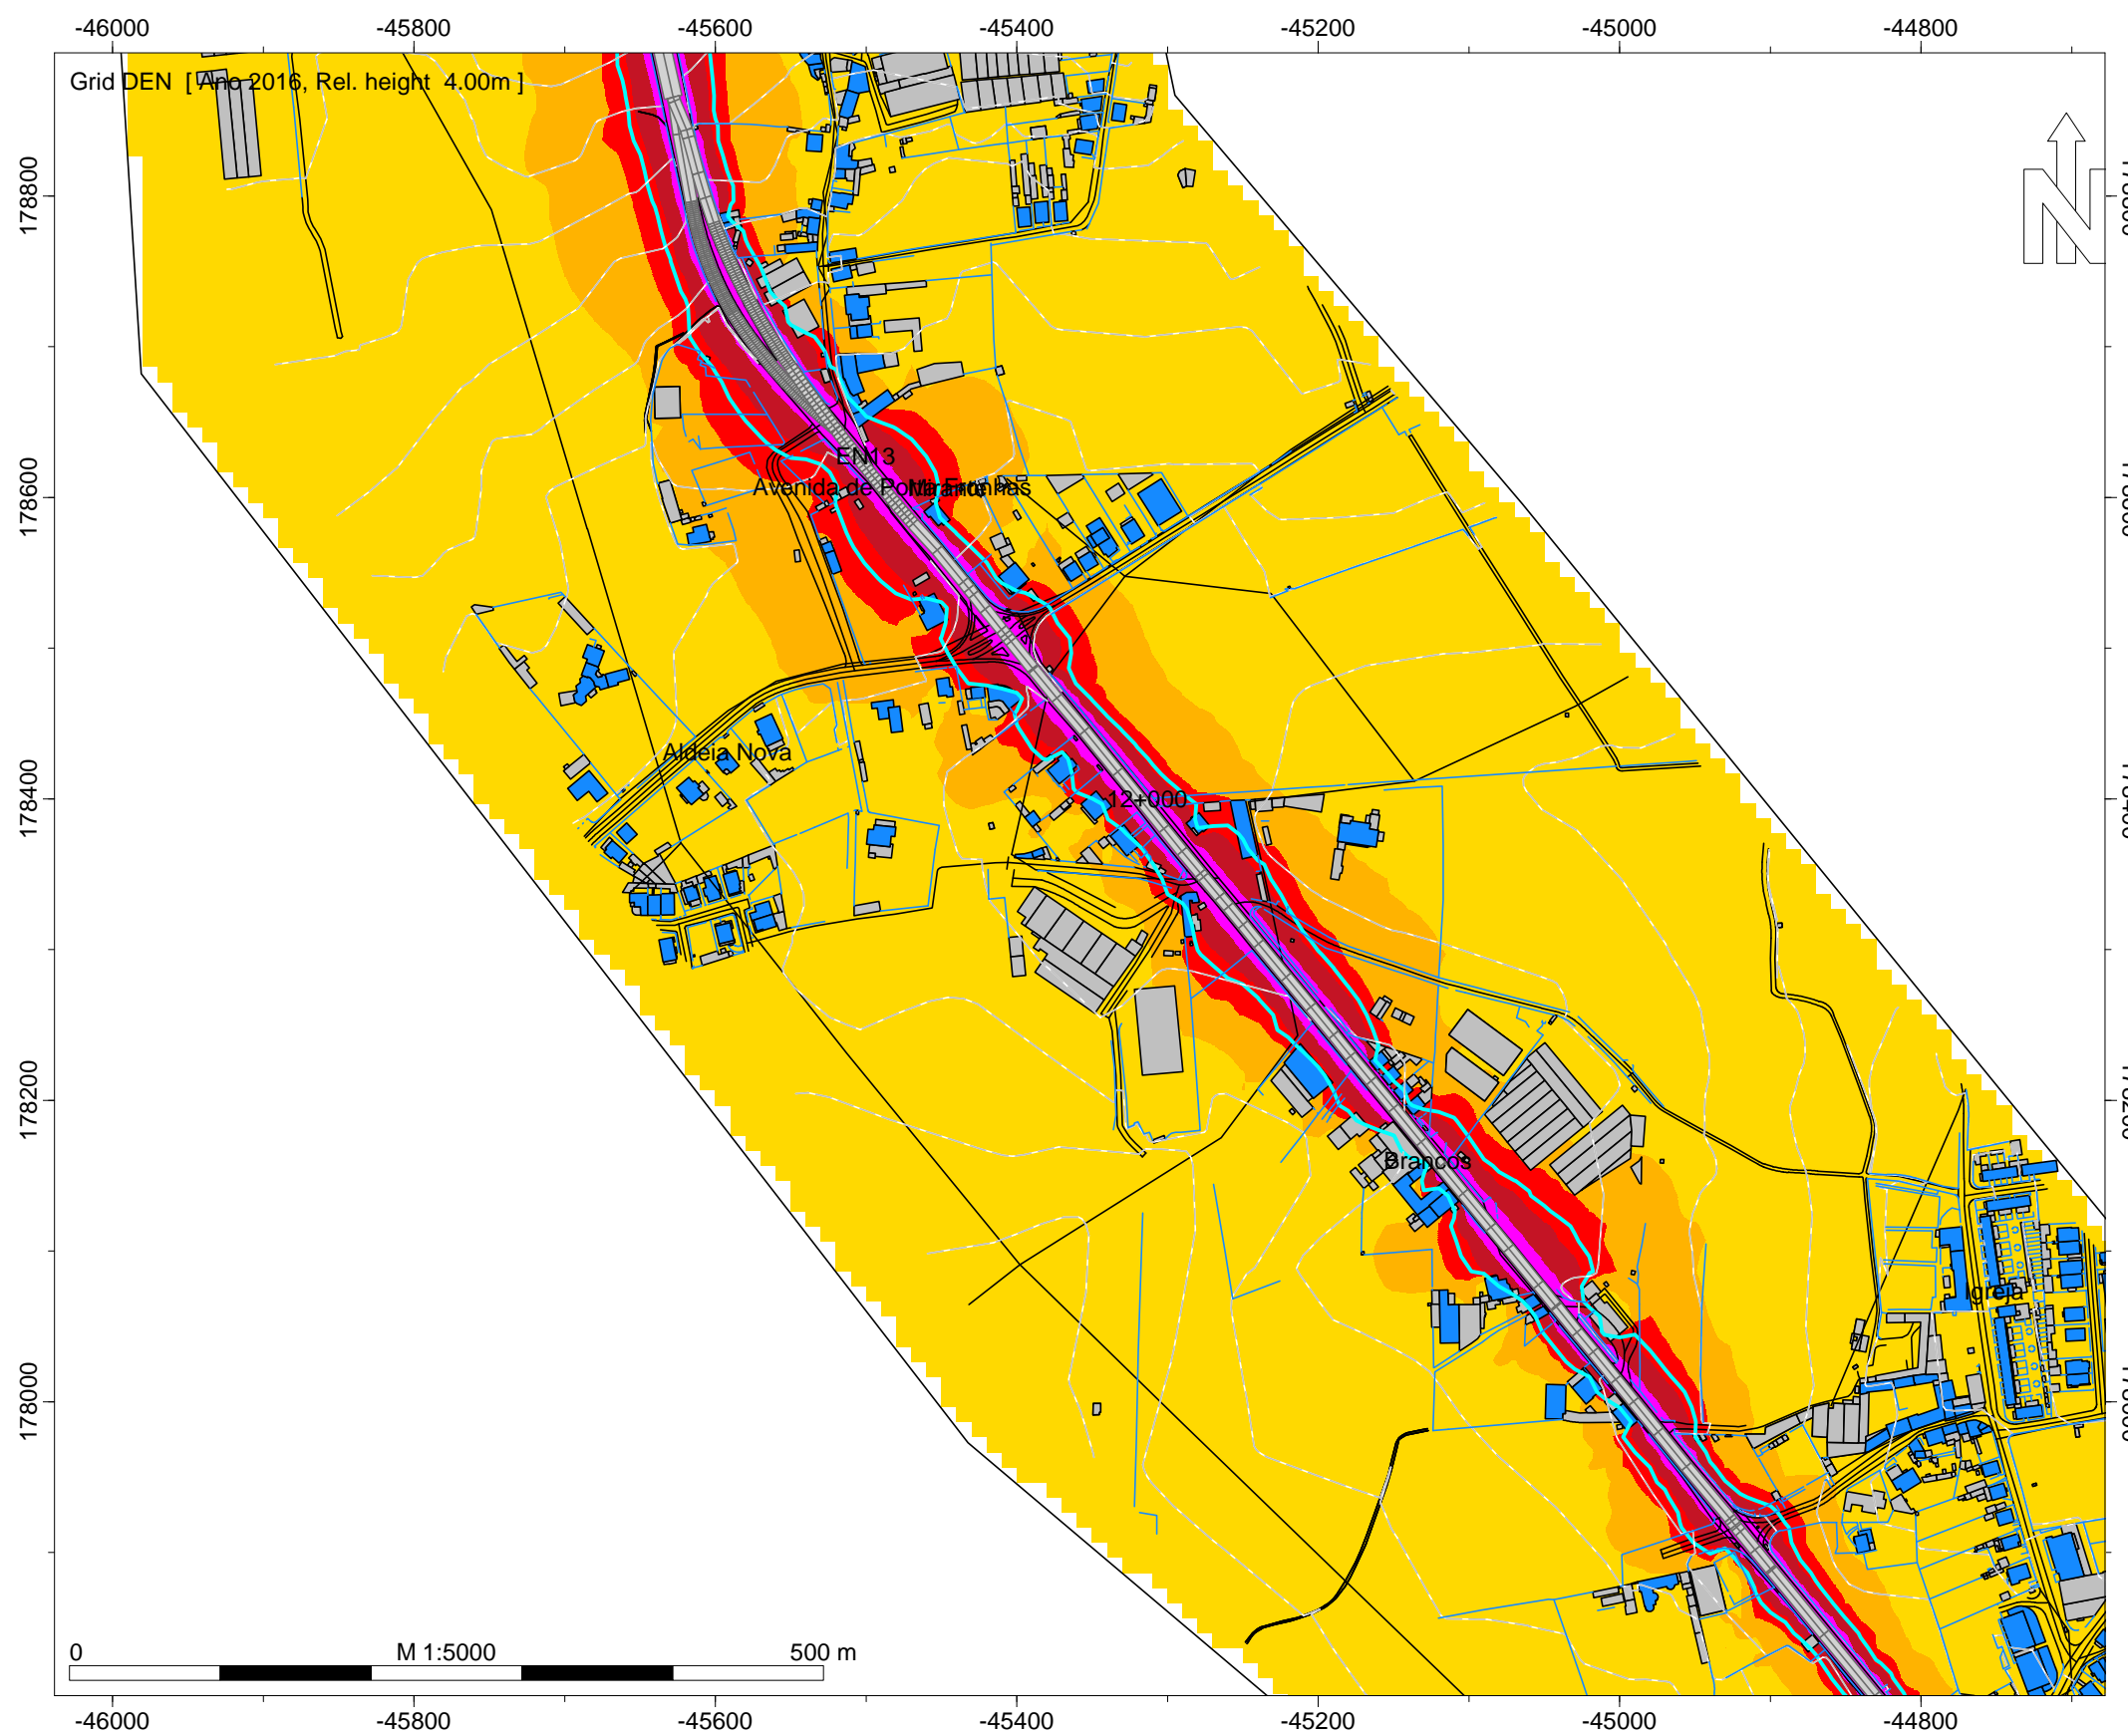 -46000 -45800 -45600 -45400 -45200 -45000 -44800
Grid DEN [ Ano 2016, Rel. height 4.00m ]
178800
N
EN13
178600
Avenida de
Aldeia Nova
178400
12+000
178200
Brancos
Igreja
178000
0 M 1:5000 500 m
-46000 -45800 -45600 -45400 -45200 -45000 -44800